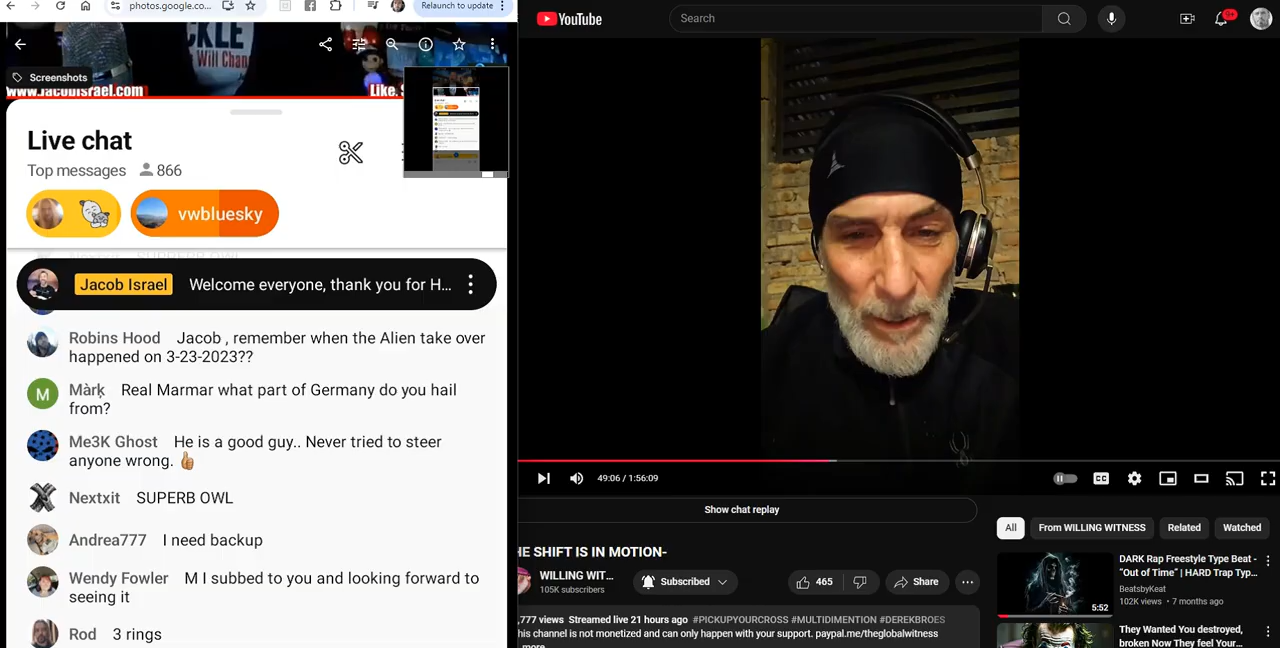 photos.google.co...
Relaunch to update
CKLE
Will Chan
Screenshots
www.JacobIsrael.com
Like, S
Live chat
Top messages 866
vwbluesky
Jacob Israel Welcome everyone, thank you for H...
Robins Hood Jacob , remember when the Alien take over
happened on 3-23-2023??
Màrķ Real Marmar what part of Germany do you hail
from?
M
Me3K Ghost He is a good guy.. Never tried to steer
anyone wrong. 👍
Nextxit SUPERB OWL
Andrea777 I need backup
Wendy Fowler M I subbed to you and looking forward to
seeing it
Rod 3 rings
YouTube
Search
9+
49:06 / 1:56:09
CC
Show chat replay
HE SHIFT IS IN MOTION-
WILLING WIT...
105K subscribers
Subscribed
465
Share
,777 views Streamed live 21 hours ago #PICKUPYOURCROSS #MULTIDIMENTION #DEREKBROES
his channel is not monetized and can only happen with your support. paypal.me/theglobalwitness
more
All
From WILLING WITNESS
Related
Watched
DARK Rap Freestyle Type Beat -
"Out of Time" | HARD Trap Typ...
BeatsbyKeat
102K views • 7 months ago
5:52
They Wanted You destroyed,
broken Now They feel Your...